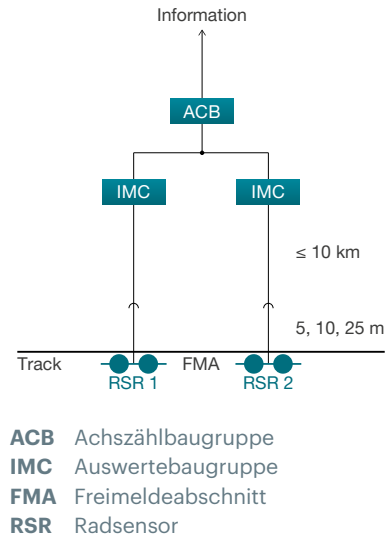 Information
ACB
IMC IMC
≤ 10 km
5, 10, 25 m
Track FMA
RSR 1 RSR 2
ACB Achszählbaugruppe
IMC Auswertebaugruppe
FMA Freimeldeabschnitt
RSR Radsensor